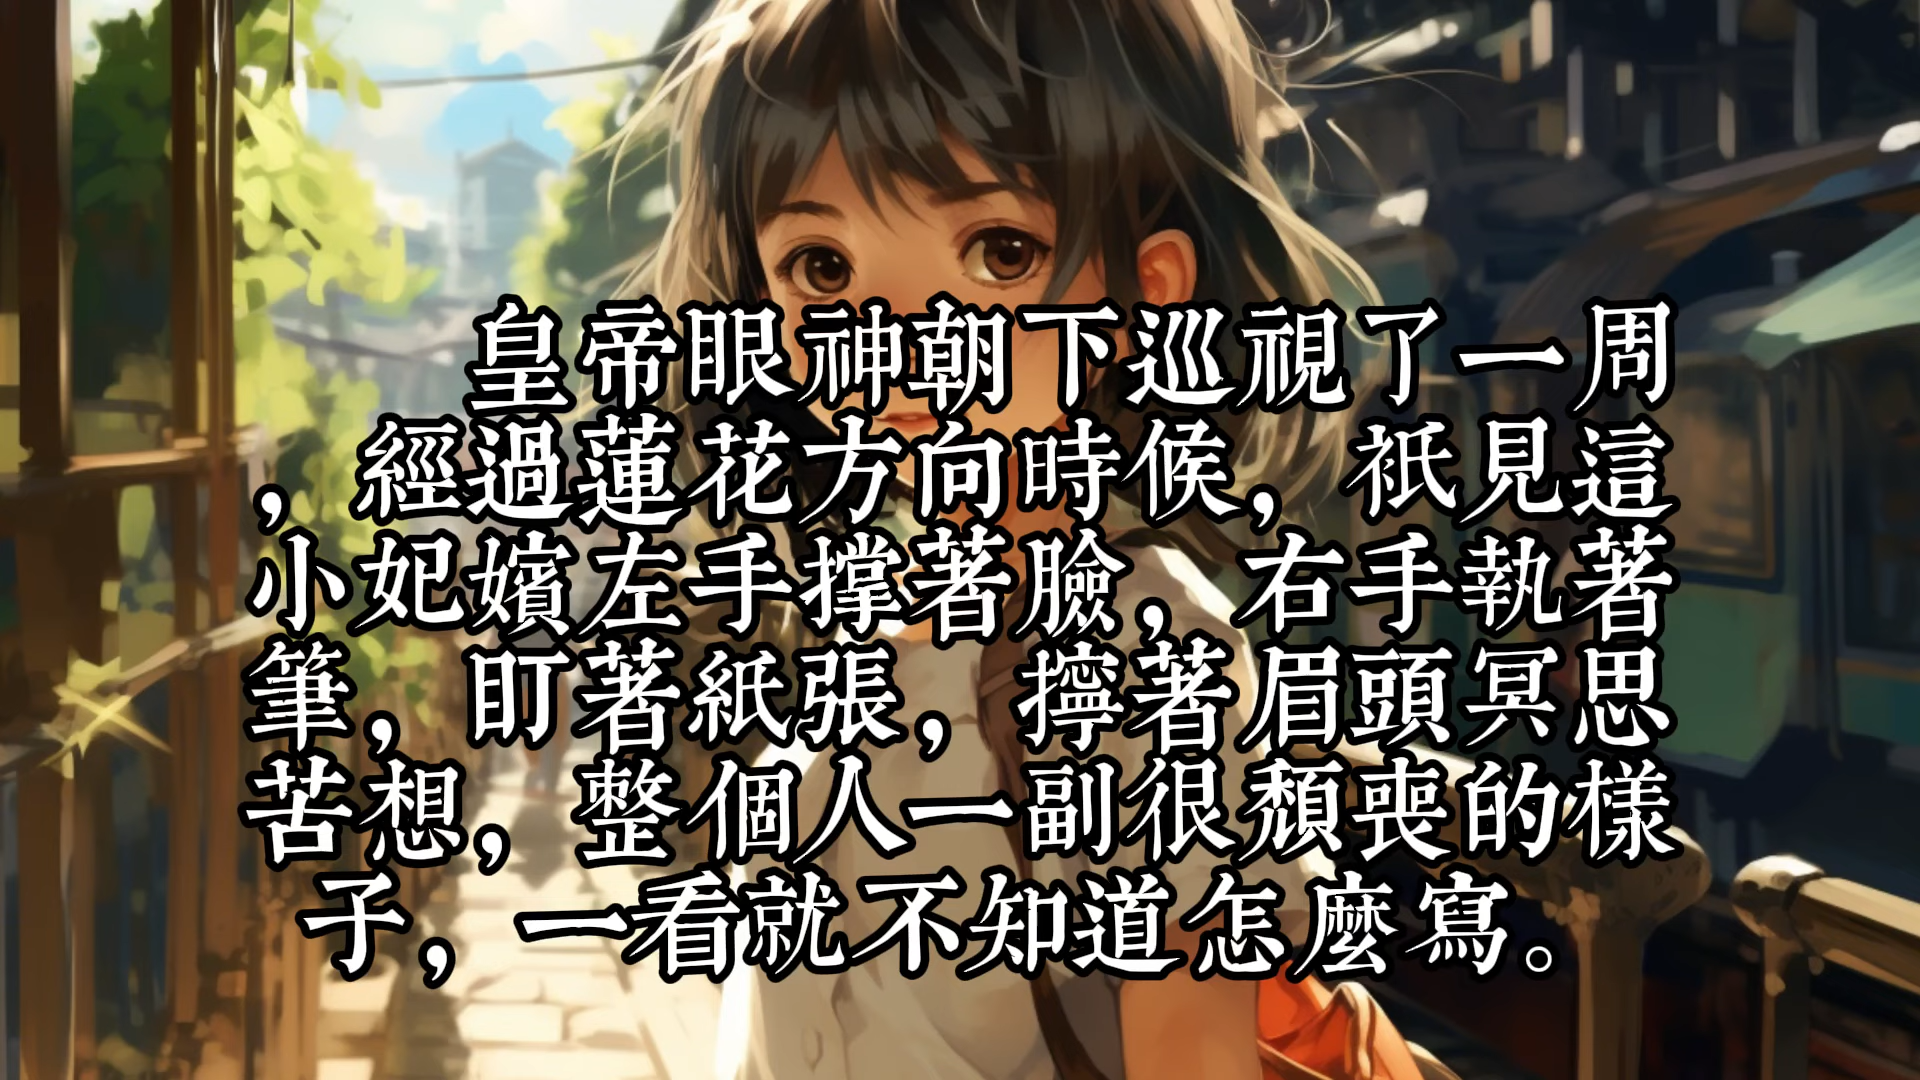 皇帝眼神朝下巡視了一周
，經過蓮花方向時候，衹見這
小妃嬪左手撐著臉，右手執著
筆，盯著紙張，擰著眉頭冥思
苦想，整個人一副很頹喪的樣
子，一看就不知道怎麼寫。